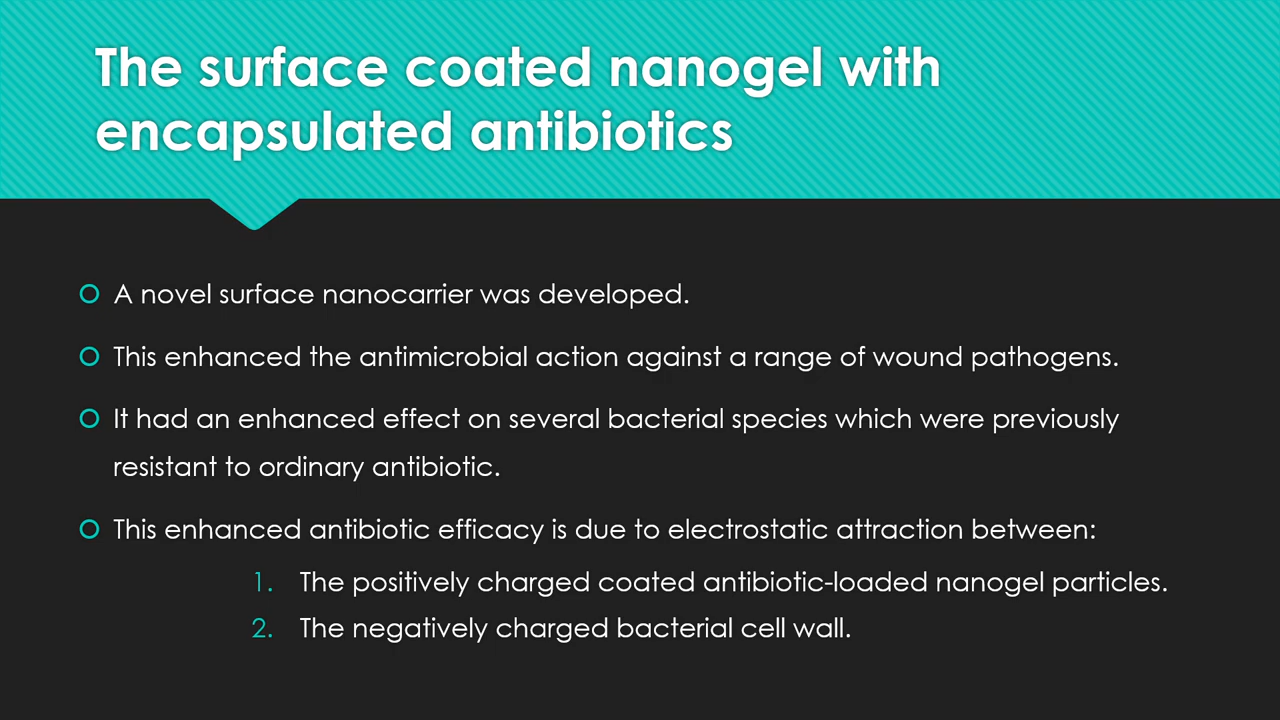 The surface coated nanogel with
encapsulated antibiotics
A novel surface nanocarrier was developed.
This enhanced the antimicrobial action against a range of wound pathogens.
It had an enhanced effect on several bacterial species which were previously
resistant to ordinary antibiotic.
This enhanced antibiotic efficacy is due to electrostatic attraction between:
1. The positively charged coated antibiotic-loaded nanogel particles.
2. The negatively charged bacterial cell wall.